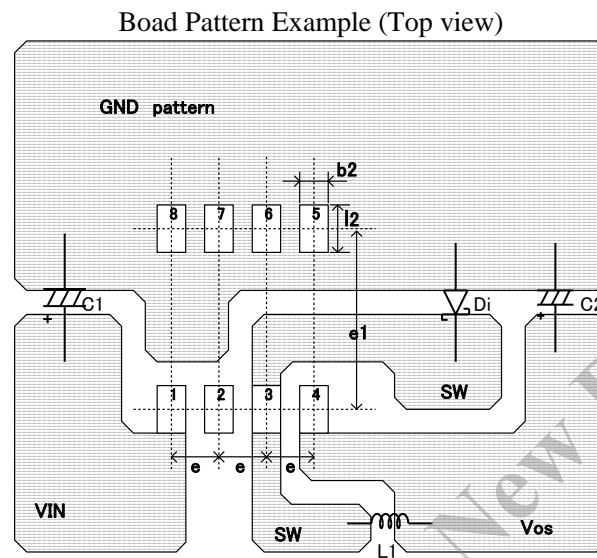 Boad Pattern Example (Top view)
GND pattern
b2
8 7 6 5
l2
C1
+
Di
C2
+
e1
SW
1 2 3 4
e e e
VIN
SW
L1
Vos
New